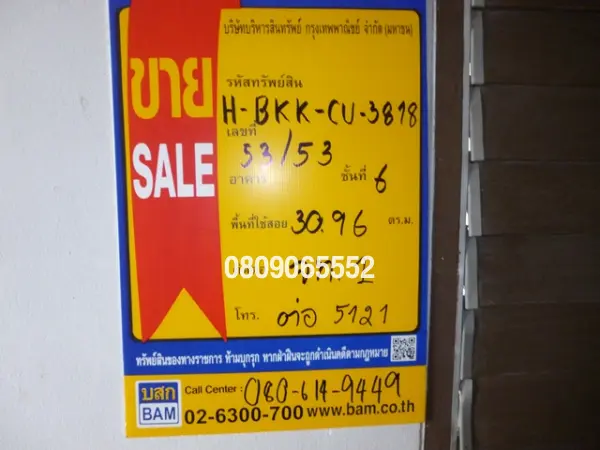 บริษัทบริหารสินทรัพย์ กรุงเทพพาณิชย์ จำกัด (มหาชน)
ขาย
SALE
รหัสทรัพย์สิน
H-BKK-CU-3818
เลขที่ 53/53
อาคาร ชั้นที่ 6
พื้นที่ใช้สอย 30.96 ตร.ม.
0809065552
โทร. ต่อ 5121
ทรัพย์สินของทางราชการ ห้ามบุกรุก หากฝ่าฝืนจะถูกดำเนินคดีตามกฎหมาย
บสก
BAM
Call Center : 080-614-9449
02-6300-700 www.bam.co.th